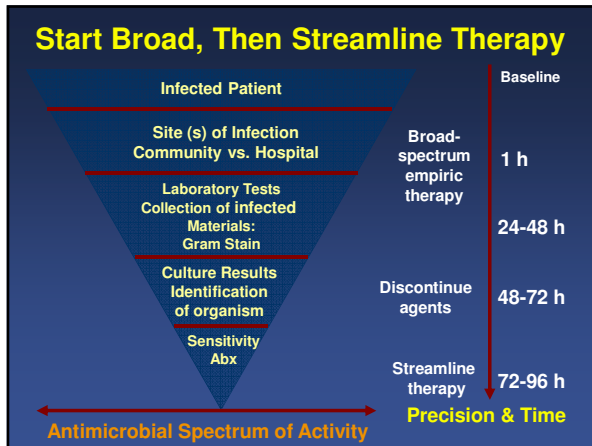 Start Broad, Then Streamline Therapy
Infected Patient
Site (s) of Infection
Community vs. Hospital
Laboratory Tests
Collection of infected
Materials:
Gram Stain
Culture Results
Identification
of organism
Sensitivity
Abx
Antimicrobial Spectrum of Activity
Broad-
spectrum
empiric
therapy
Discontinue
agents
Streamline
therapy
Baseline
1 h
24-48 h
48-72 h
72-96 h
Precision & Time